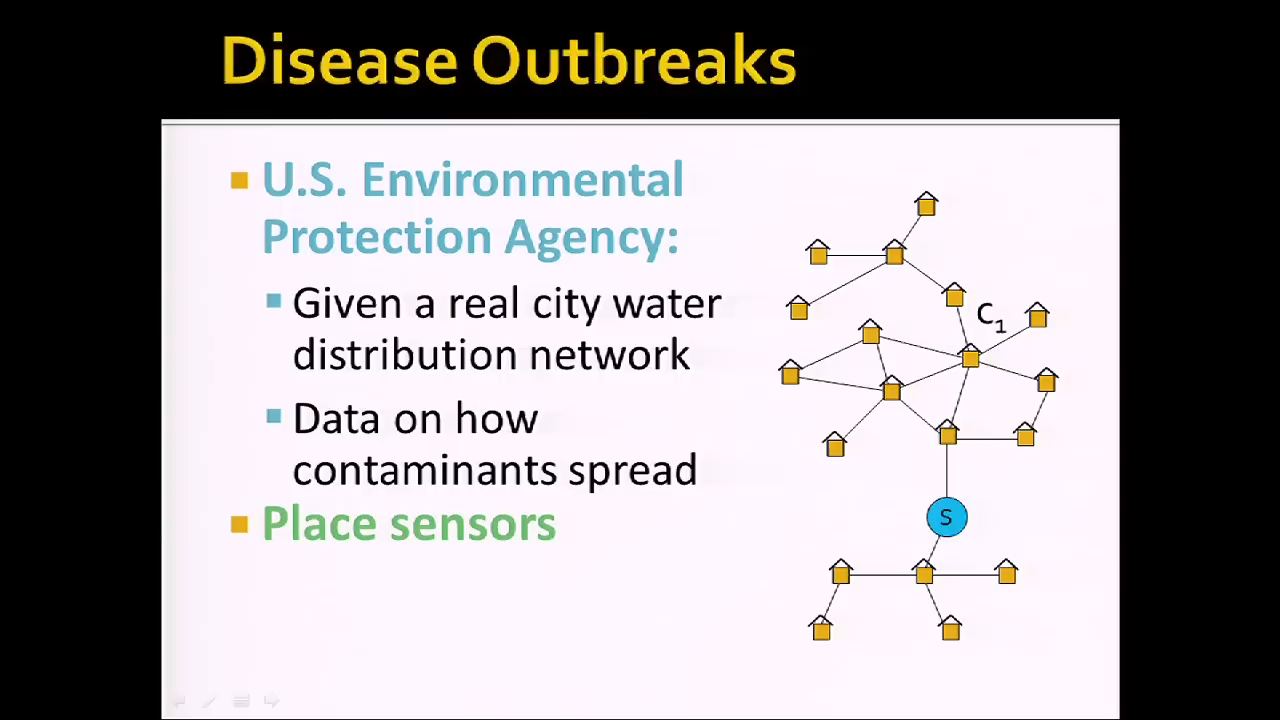 Disease Outbreaks
U.S. Environmental
Protection Agency:
Given a real city water
distribution network
Data on how
contaminants spread
Place sensors
C1
S